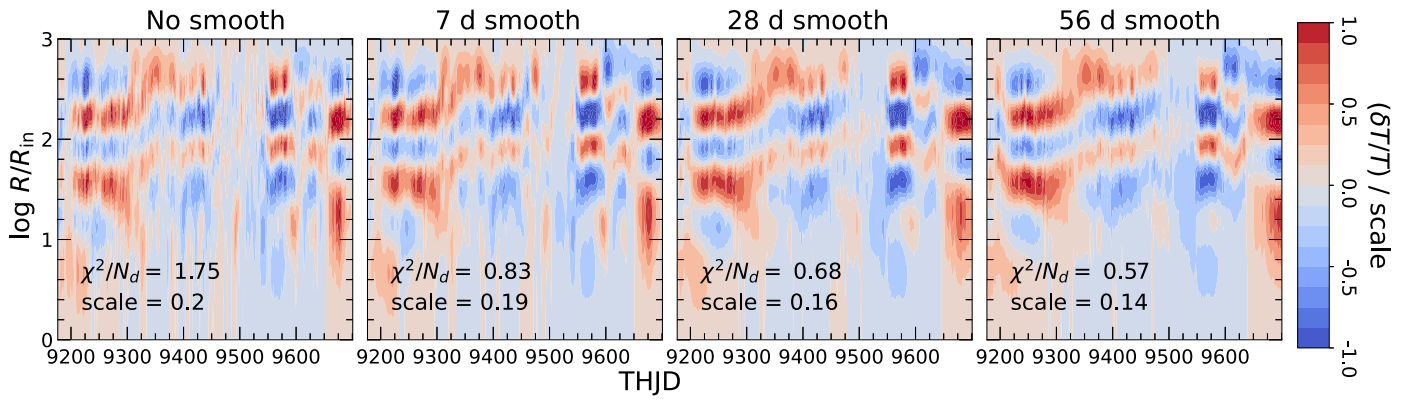 No smooth
7 d smooth
28 d smooth
56 d smooth
log R/R_in
3
2
1
0
χ²/N_d = 1.75
scale = 0.2
χ²/N_d = 0.83
scale = 0.19
χ²/N_d = 0.68
scale = 0.16
χ²/N_d = 0.57
scale = 0.14
9200 9300 9400 9500 9600
9200 9300 9400 9500 9600
9200 9300 9400 9500 9600
9200 9300 9400 9500 9600
THJD
1.0
0.5
0.0
-0.5
-1.0
(δT/T) / scale